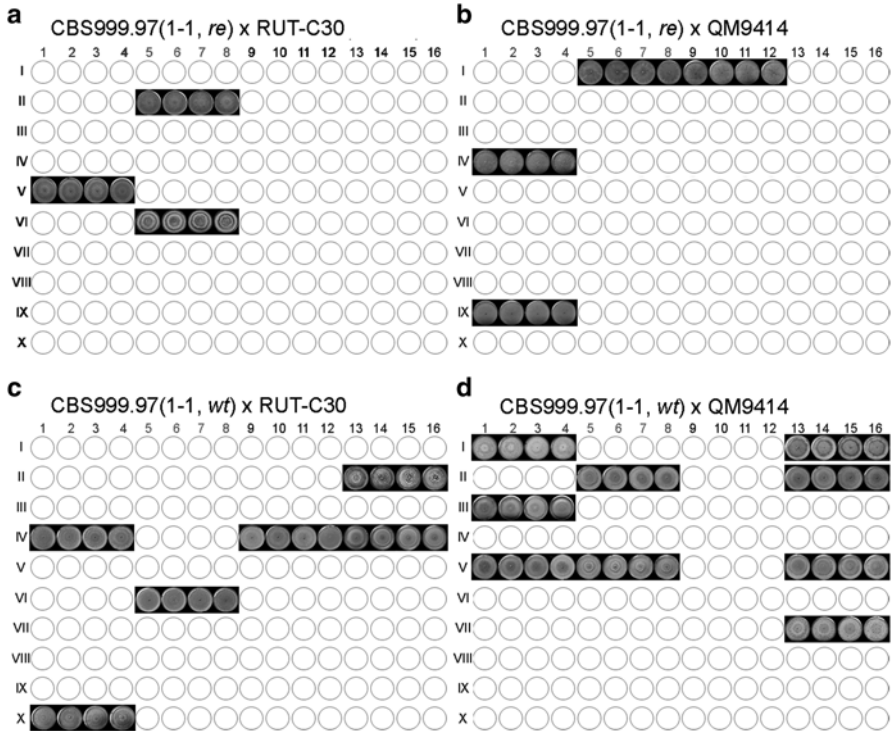 a
CBS999.97(1-1, re) x RUT-C30
1 2 3 4 5 6 7 8 9 10 11 12 13 14 15 16
I
II
III
IV
V
VI
VII
VIII
IX
X
b
CBS999.97(1-1, re) x QM9414
1 2 3 4 5 6 7 8 9 10 11 12 13 14 15 16
I
II
III
IV
V
VI
VII
VIII
IX
X
c
CBS999.97(1-1, wt) x RUT-C30
1 2 3 4 5 6 7 8 9 10 11 12 13 14 15 16
I
II
III
IV
V
VI
VII
VIII
IX
X
d
CBS999.97(1-1, wt) x QM9414
1 2 3 4 5 6 7 8 9 10 11 12 13 14 15 16
I
II
III
IV
V
VI
VII
VIII
IX
X